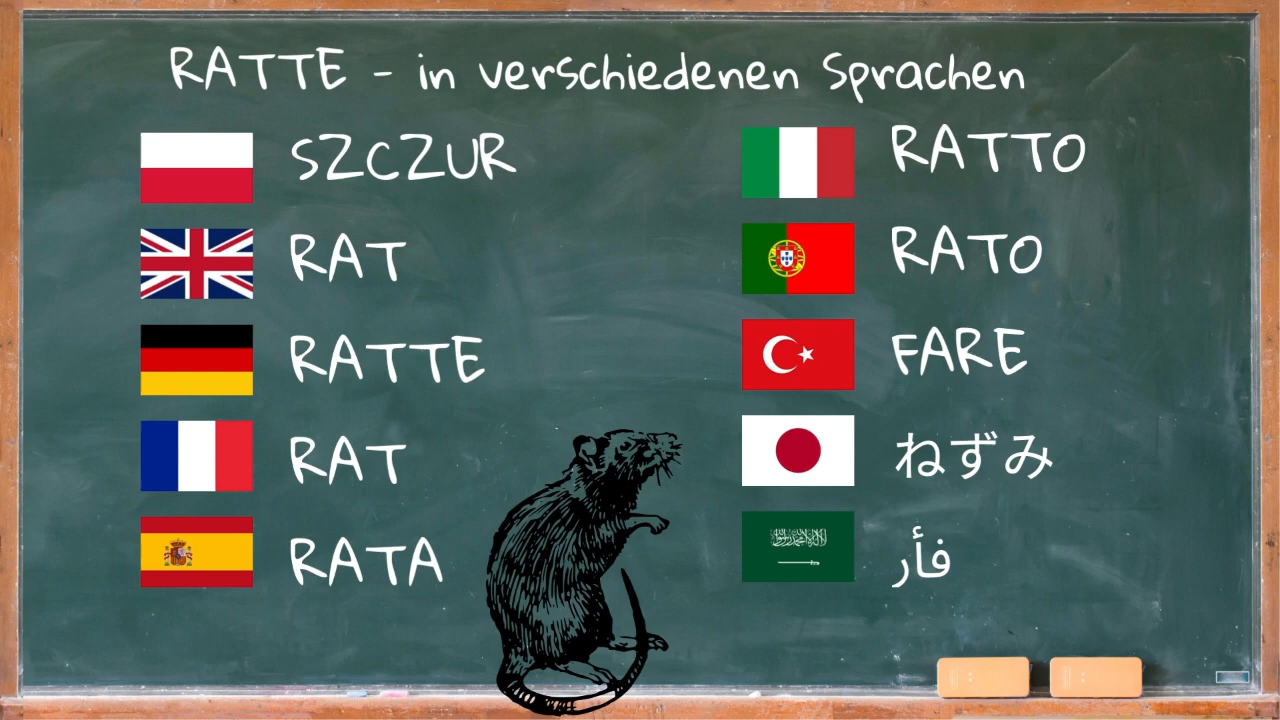 RATTE - in verschiedenen Sprachen
SZCZUR
RAT
RATTE
RAT
RATA
RATTO
RATO
FARE
ねずみ
فأر